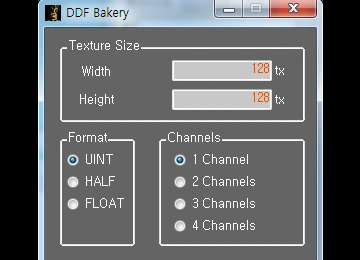 DDF Bakery
Texture Size
Width 128 tx
Height 128 tx
Format
UINT
HALF
FLOAT
Channels
1 Channel
2 Channels
3 Channels
4 Channels